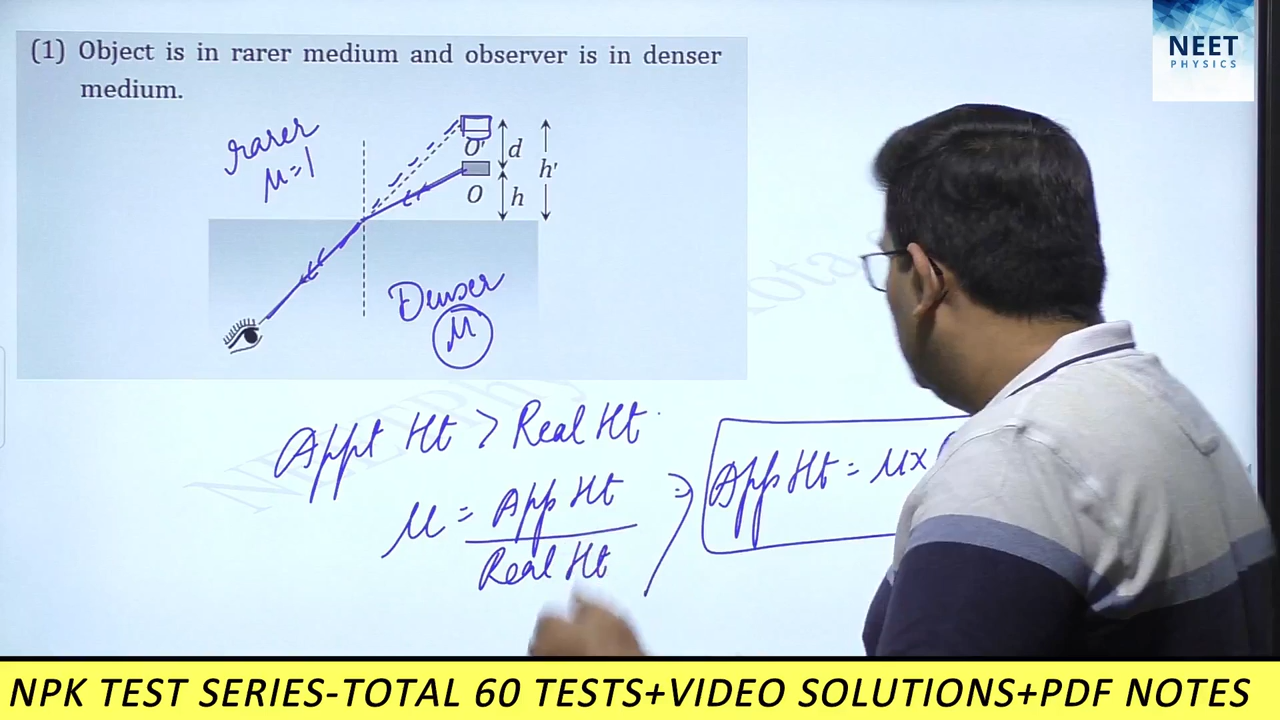 NEET
PHYSICS
(1) Object is in rarer medium and observer is in denser
medium.
rarer
μ=1
O'
d
h'
O
h
Denser
μ
Appt Ht > Real Ht
μ = App Ht
Real Ht
⇒ App Ht = μ×
NPK TEST SERIES-TOTAL 60 TESTS+VIDEO SOLUTIONS+PDF NOTES